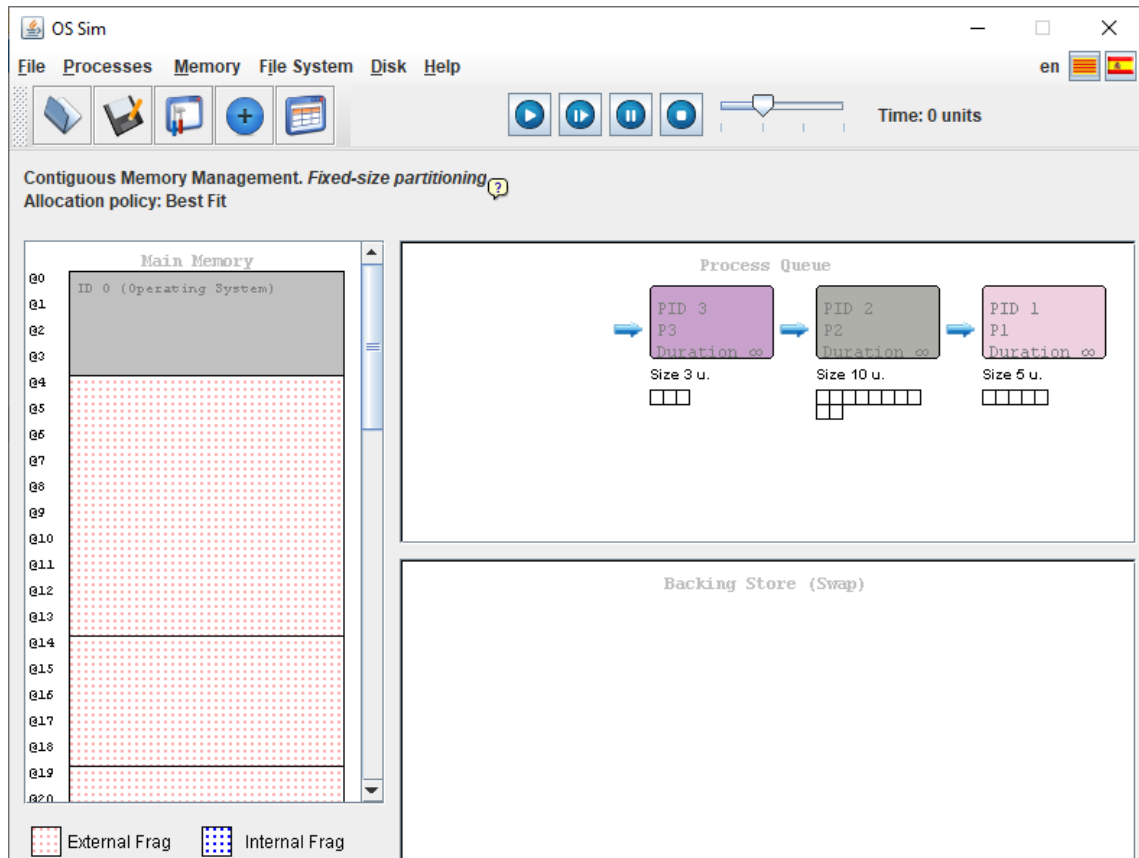 OS Sim
File Processes Memory File System Disk Help en
Time: 0 units
Contiguous Memory Management. Fixed-size partitioning
?
Allocation policy: Best Fit
Main Memory
@0
ID 0 (Operating System)
@1
@2
@3
@4
@5
@6
@7
@8
@9
@10
@11
@12
@13
@14
@15
@16
@17
@18
@19
@20
External Frag Internal Frag
Process Queue
PID 3
P3
Duration ∞
Size 3 u.
PID 2
P2
Duration ∞
Size 10 u.
PID 1
P1
Duration ∞
Size 5 u.
Backing Store (Swap)